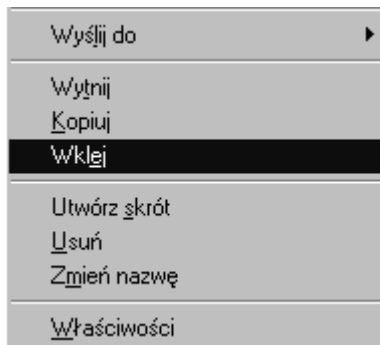 Wyślij do
Wytnij
Kopiuj
Wklej
Utwórz skrót
Usuń
Zmień nazwę
Właściwości